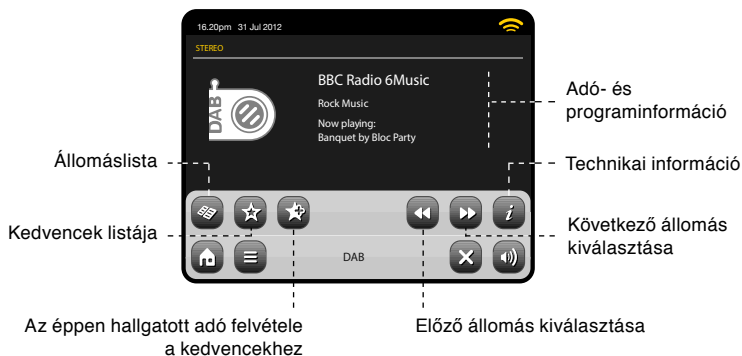 16.20pm 31 Jul 2012
STEREO
DAB
BBC Radio 6Music
Rock Music
Now playing:
Banquet by Bloc Party
Adó- és
programinformáció
Állomáslista
Technikai információ
Kedvencek listája
Következő állomás
kiválasztása
i
DAB
Az éppen hallgatott adó felvétele
a kedvencekhez
Előző állomás kiválasztása